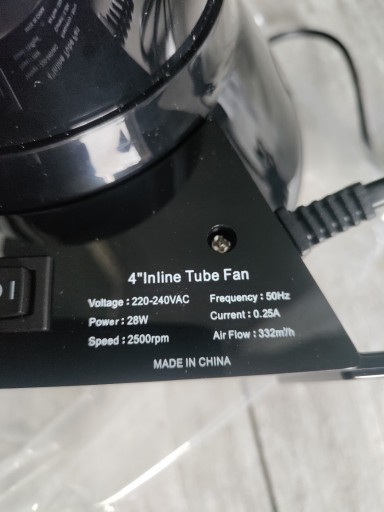 4"Inline Tube Fan
Voltage : 220-240VAC Frequency : 50Hz
Power : 28W Current : 0.25A
Speed : 2500rpm Air Flow : 332m³/h
MADE IN CHINA